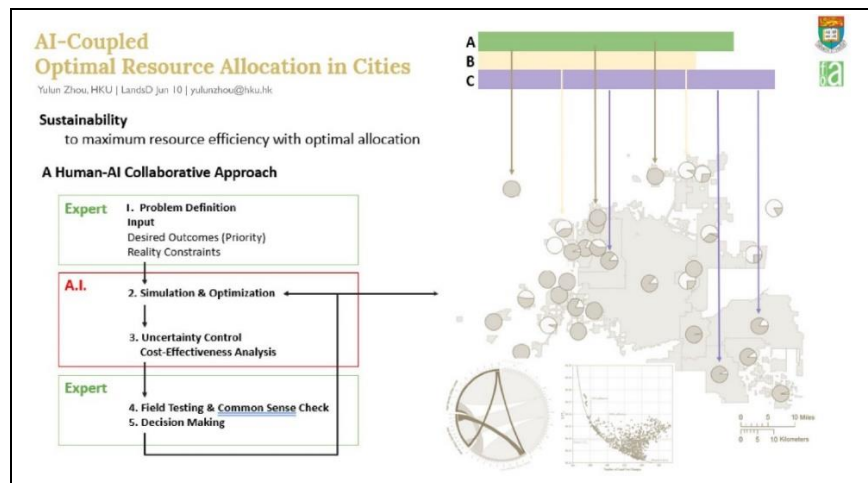 AI-Coupled
Optimal Resource Allocation in Cities
Yulun Zhou, HKU | LandsD Jun 10 | yulunzhou@hku.hk
Sustainability
to maximum resource efficiency with optimal allocation
A Human-AI Collaborative Approach
Expert
1. Problem Definition
Input
Desired Outcomes (Priority)
Reality Constraints
A.I.
2. Simulation & Optimization
3. Uncertainty Control
Cost-Effectiveness Analysis
Expert
4. Field Testing & Common Sense Check
5. Decision Making
A
B
C
0 5 10 Miles
0 5 10 Kilometers